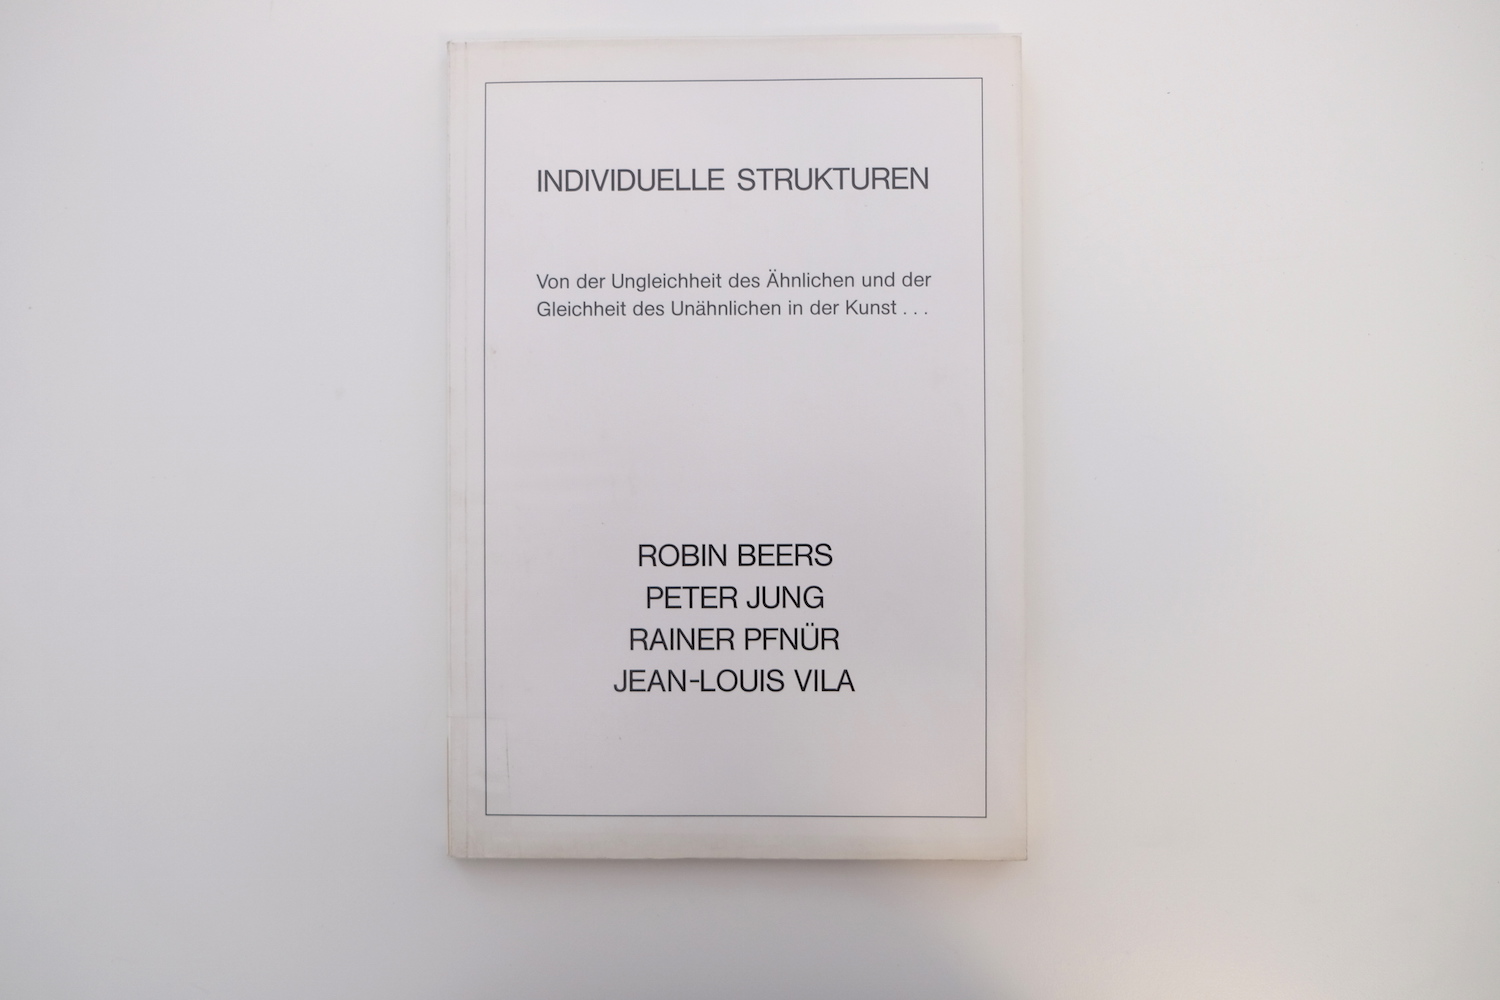 INDIVIDUELLE STRUKTUREN
Von der Ungleichheit des Ähnlichen und der
Gleichheit des Unähnlichen in der Kunst . . .
ROBIN BEERS
PETER JUNG
RAINER PFNÜR
JEAN-LOUIS VILA